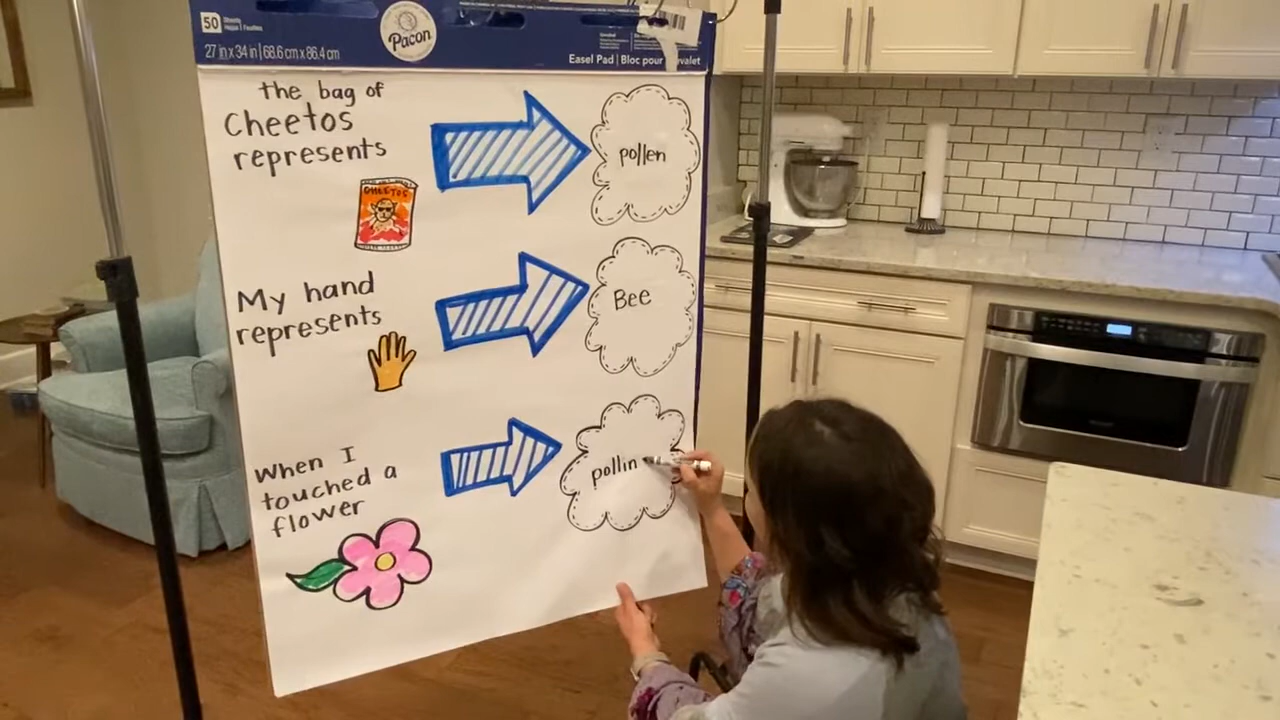 50
Sheets
27 in x 34 in | 68.6 cm x 86.4 cm
Pacon
Easel Pad | Bloc pour
the bag of
Cheetos
represents
CHEETOS
pollen
My hand
represents
Bee
When I
touched a
flower
pollin